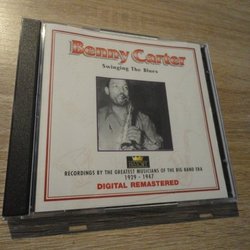 Benny Carter
Swinging The Blues
RECORDINGS BY THE GREATEST MUSICIANS OF THE BIG BAND ERA
1929 - 1947
DIGITAL REMASTERED